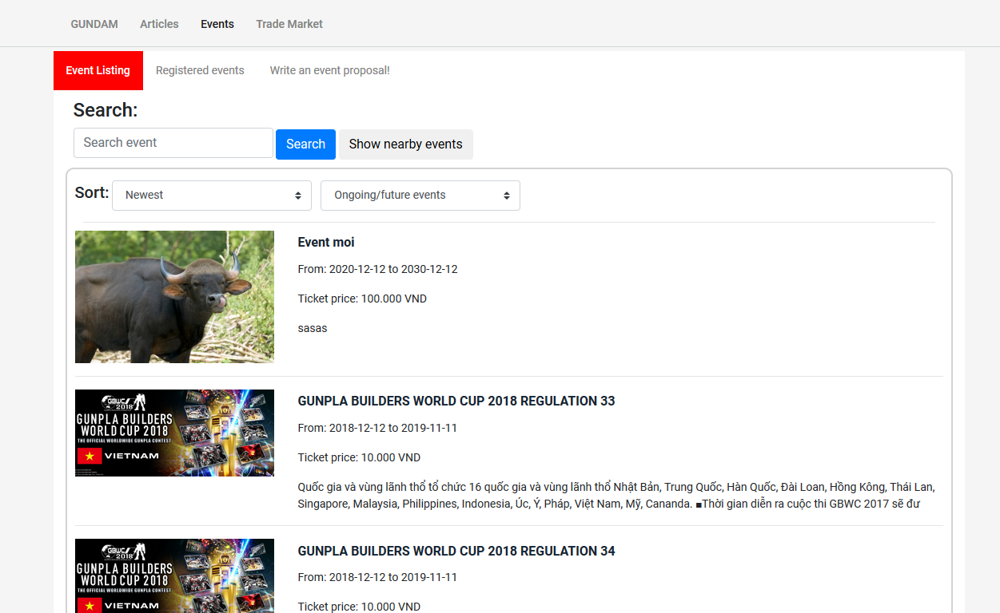 GUNDAM Articles Events Trade Market
Event Listing Registered events Write an event proposal!
Search:
Search event Search Show nearby events
Sort: Newest Ongoing/future events
Event moi
From: 2020-12-12 to 2030-12-12
Ticket price: 100.000 VND
sasas
GBWC
2018
GUNPLA BUILDERS
WORLD CUP 2018
THE OFFICIAL WORLDWIDE GUNPLA CONTEST
VIETNAM
GUNPLA BUILDERS WORLD CUP 2018 REGULATION 33
From: 2018-12-12 to 2019-11-11
Ticket price: 10.000 VND
Quốc gia và vùng lãnh thổ tổ chức 16 quốc gia và vùng lãnh thổ Nhật Bản, Trung Quốc, Hàn Quốc, Đài Loan, Hồng Kông, Thái Lan,
Singapore, Malaysia, Philippines, Indonesia, Úc, Ý, Pháp, Việt Nam, Mỹ, Cananda. ■Thời gian diễn ra cuộc thi GBWC 2017 sẽ đư
GBWC
2018
GUNPLA BUILDERS
WORLD CUP 2018
THE OFFICIAL WORLDWIDE GUNPLA CONTEST
VIETNAM
GUNPLA BUILDERS WORLD CUP 2018 REGULATION 34
From: 2018-12-12 to 2019-11-11
Ticket price: 10.000 VND